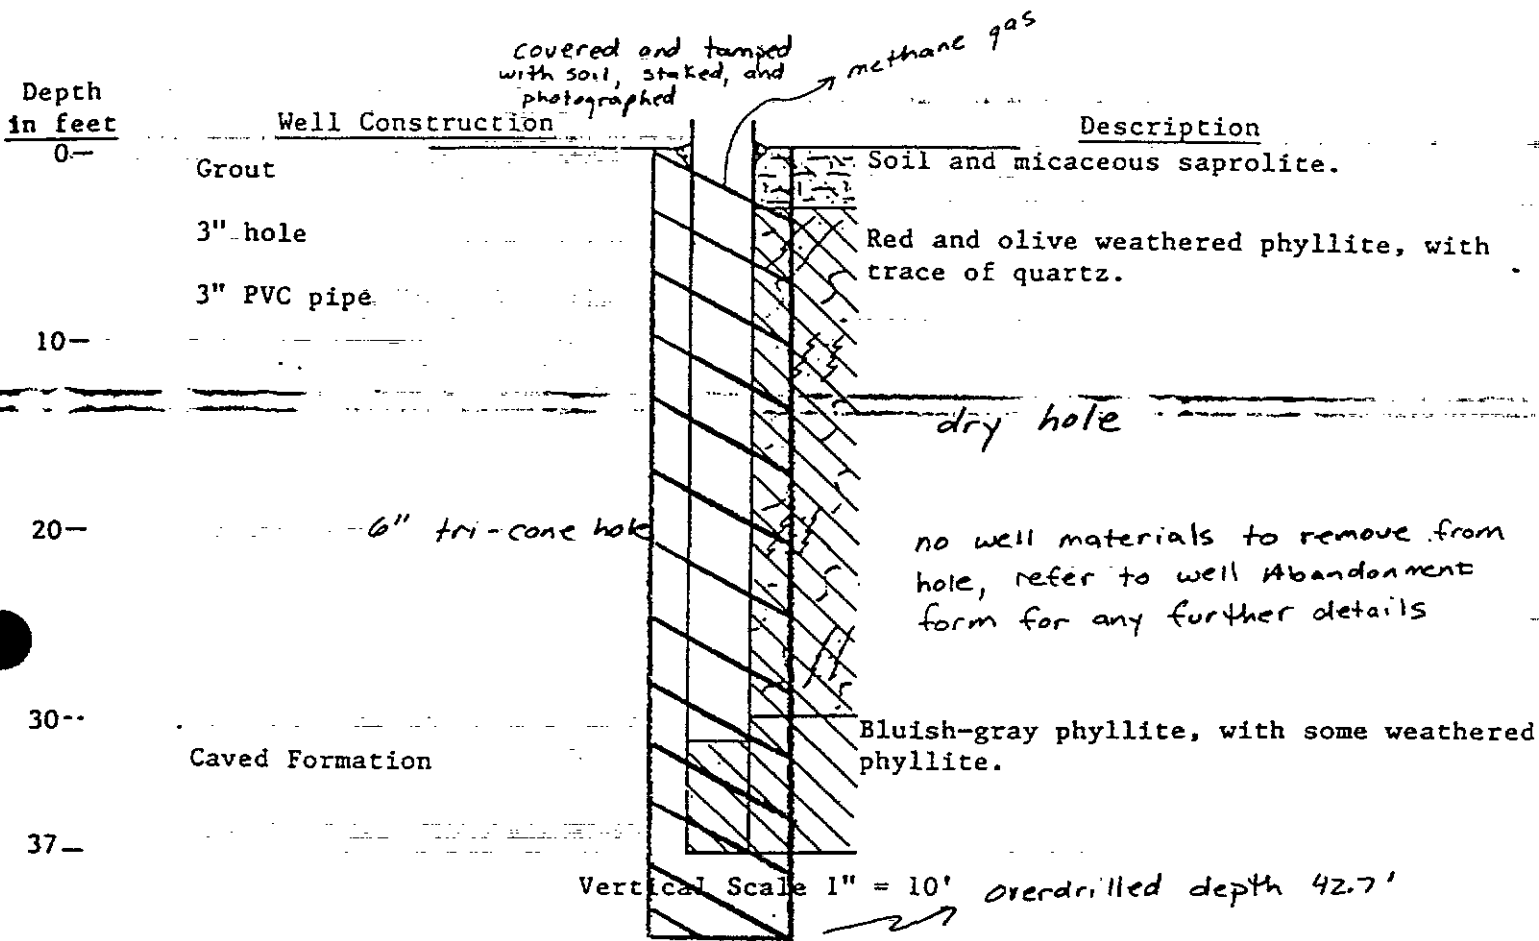 covered and tamped
with soil, staked, and
photographed
methane gas
Depth
in feet
Well Construction
Description
0
Grout
Soil and micaceous saprolite.
3" hole
Red and olive weathered phyllite, with
trace of quartz.
3" PVC pipe
10
dry hole
20
6" tri-cone hole
no well materials to remove from
hole, refer to well Abandonment
form for any further details
30
Bluish-gray phyllite, with some weathered
phyllite.
Caved Formation
37
Vertical Scale 1" = 10'
overdrilled depth 42.7'